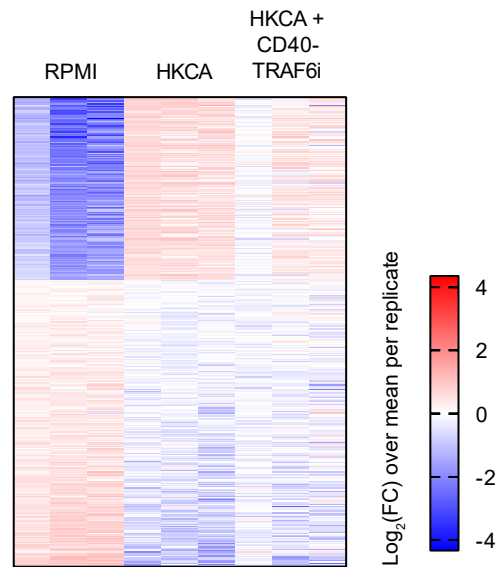 RPMI
HKCA
HKCA +
CD40-
TRAF6i
Log₂(FC) over mean per replicate
4
2
0
-2
-4